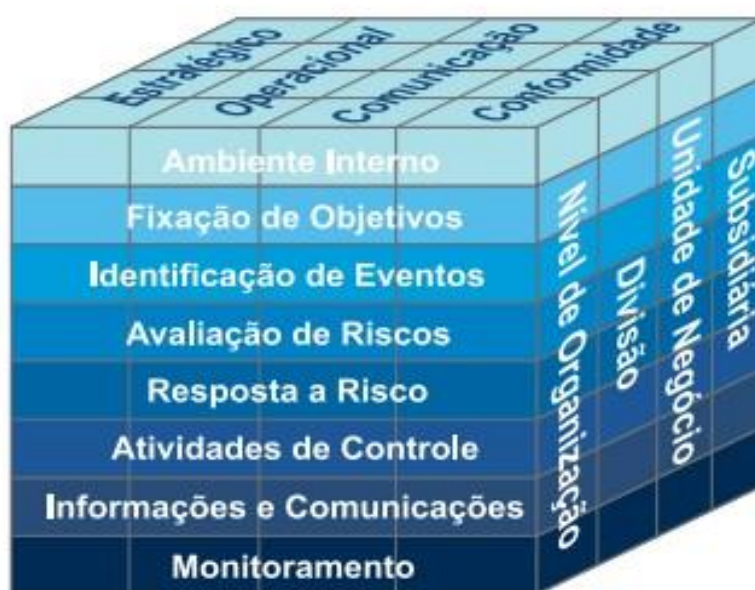 Estratégico
Operacional
Comunicação
Conformidade
Ambiente Interno
Fixação de Objetivos
Identificação de Eventos
Avaliação de Riscos
Resposta a Risco
Atividades de Controle
Informações e Comunicações
Monitoramento
Nível de Organização
Divisão
Unidade de Negócio
Subsidiária